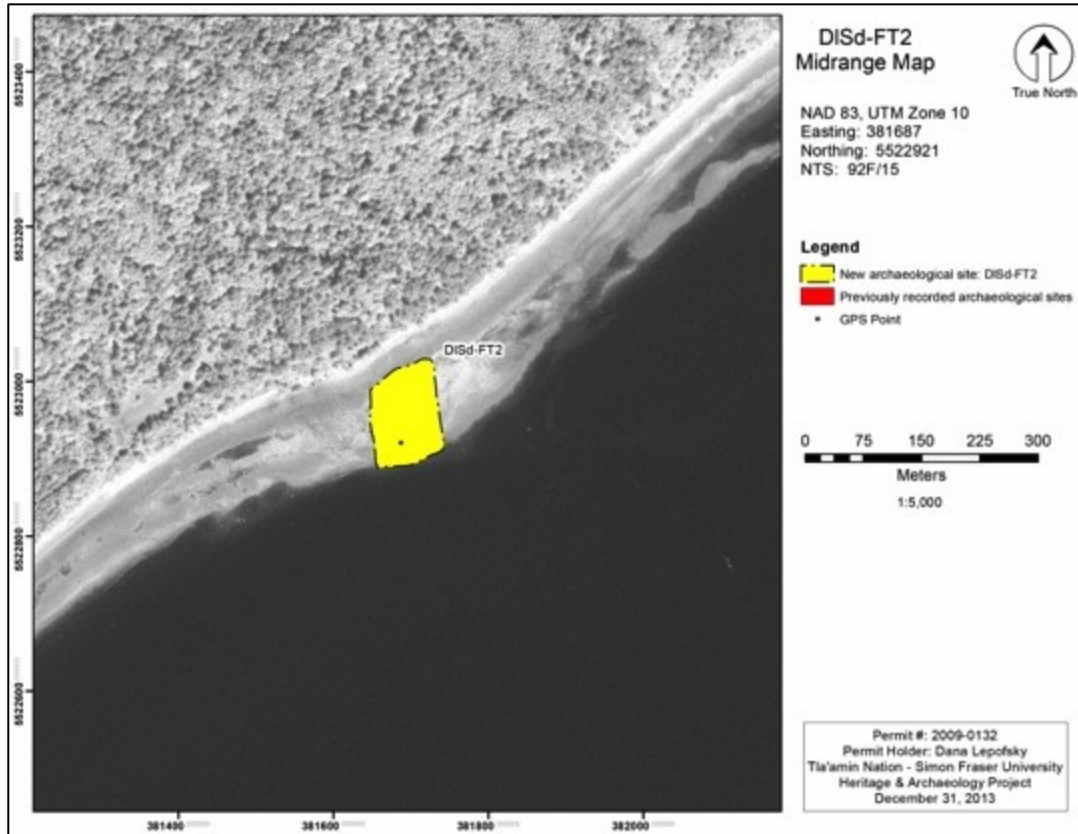 DISd-FT2
Midrange Map
True North
NAD 83, UTM Zone 10
Easting: 381687
Northing: 5522921
NTS: 92F/15
Legend
New archaeological site: DISd-FT2
Previously recorded archaeological sites
GPS Point
DISd-FT2
0 75 150 225 300
Meters
1:5,000
Permit #: 2009-0132
Permit Holder: Dana Lepofsky
Tla'amin Nation - Simon Fraser University
Heritage & Archaeology Project
December 31, 2013
5523400
5523200
5523000
5522800
5522600
381400 381600 381800 382000